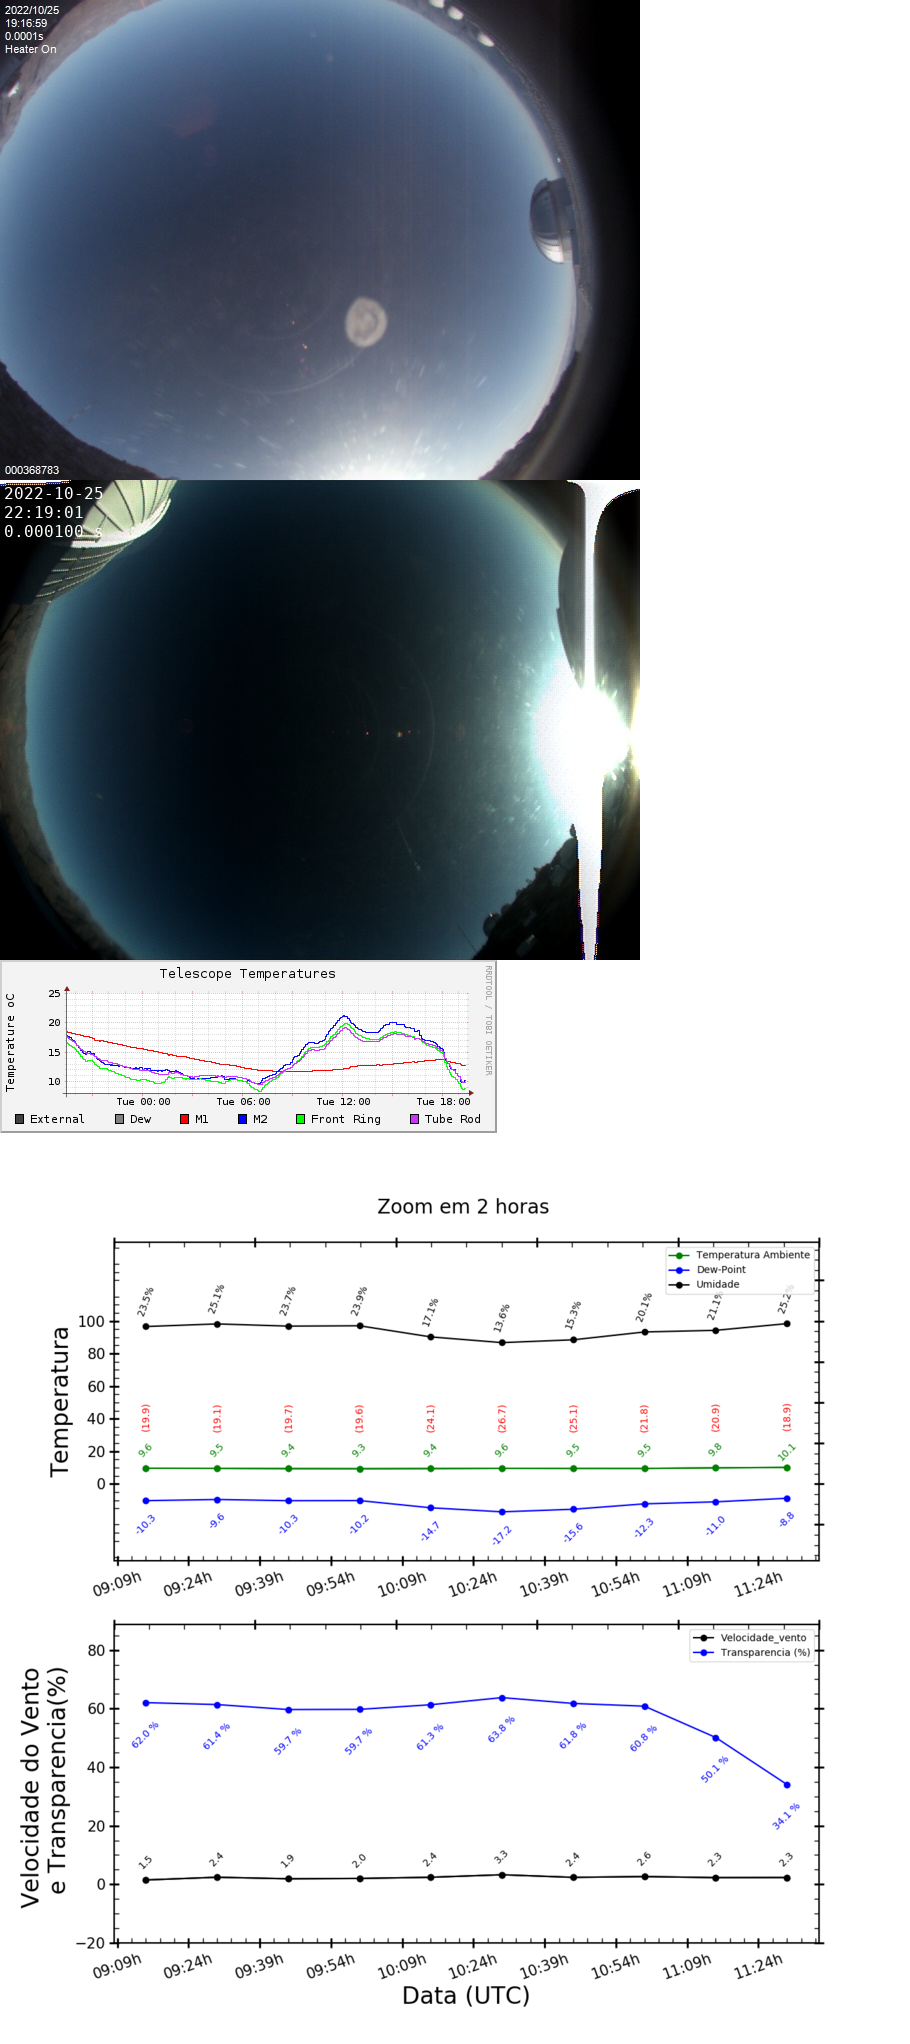 2022/10/25
19:16:59
0.0001s
Heater On
000368783
2022-10-25
22:19:01
0.000100 s
Telescope Temperatures
RRDTOOL / TOBI OETIKER
Temperature oC
25
20
15
10
Tue 00:00 Tue 06:00 Tue 12:00 Tue 18:00
External Dew M1 M2 Front Ring Tube Rod
Zoom em 2 horas
Temperatura Ambiente
Dew-Point
Umidade
23.5% 25.1% 23.7% 23.9% 17.1% 13.6% 15.3% 20.1% 21.1% 25.2%
Temperatura
100
80
60
40
20
0
(19.9) (19.1) (19.7) (19.6) (24.1) (26.7) (25.1) (21.8) (20.9) (18.9)
9.6 9.5 9.4 9.3 9.4 9.6 9.5 9.5 9.8 10.1
-10.3 -9.6 -10.3 -10.2 -14.7 -17.2 -15.6 -12.3 -11.0 -8.8
09:09h 09:24h 09:39h 09:54h 10:09h 10:24h 10:39h 10:54h 11:09h 11:24h
Velocidade_vento
Transparencia (%)
Velocidade do Vento
e Transparencia(%)
80
60
40
20
0
−20
62.0 % 61.4 % 59.7 % 59.7 % 61.3 % 63.8 % 61.8 % 60.8 % 50.1 % 34.1 %
1.5 2.4 1.9 2.0 2.4 3.3 2.4 2.6 2.3 2.3
09:09h 09:24h 09:39h 09:54h 10:09h 10:24h 10:39h 10:54h 11:09h 11:24h
Data (UTC)